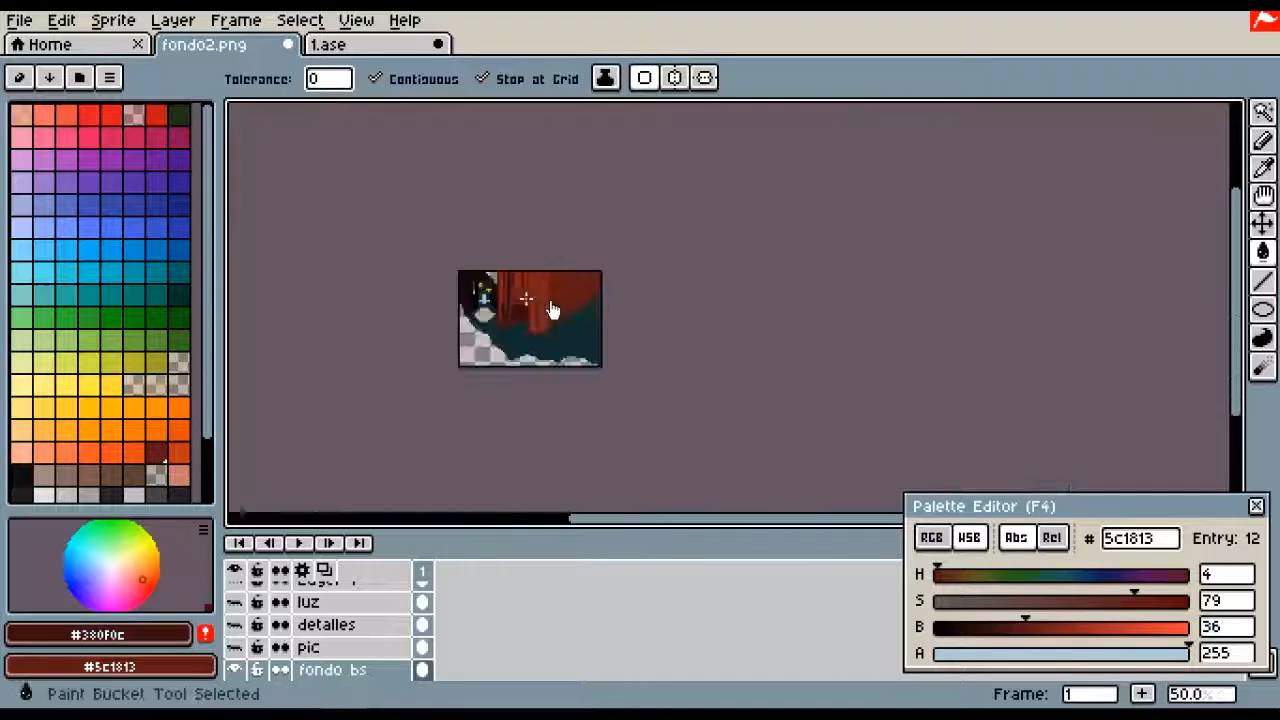 File Edit Sprite Layer Frame Select View Help
Home fondo2.png 1.ase
Tolerance: 0 Continuous Stop at Grid
Palette Editor (F4)
RGB HSB Abs Rel # 5c1813 Entry: 12
1
H 4
luz
S 79
detalles
B 36
#380F0C
pic
A 255
#5c1813
fondo bs
Paint Bucket Tool Selected
Frame: 1 + 50.0